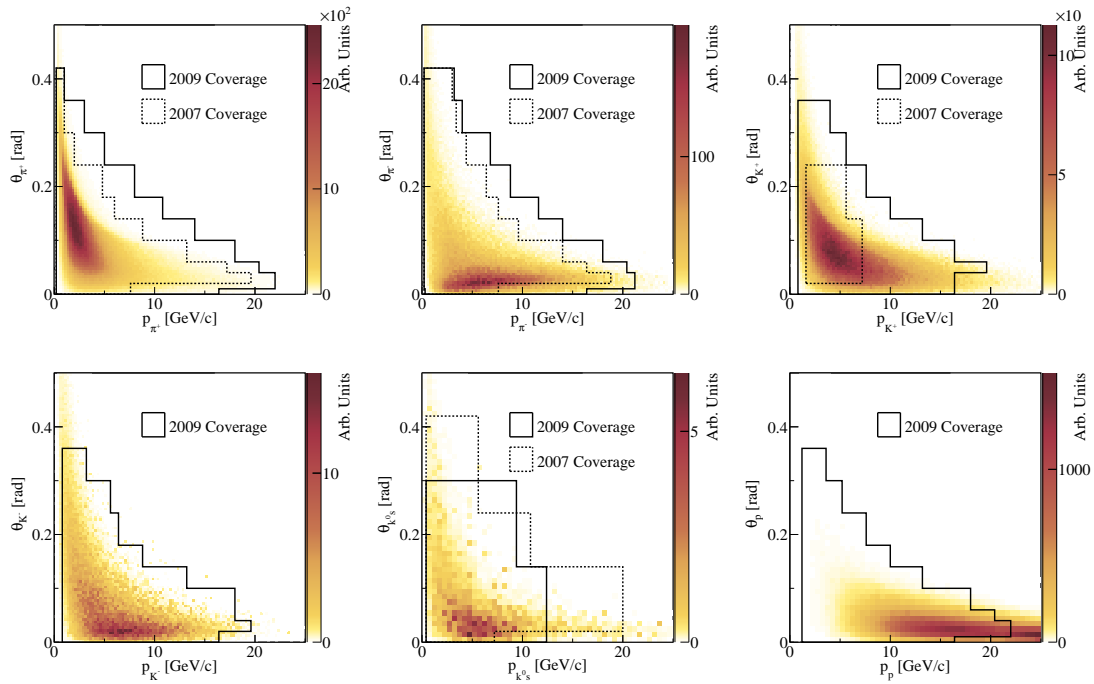 ×10²
0.4
0.2
0
0 10 20
θπ⁺ [rad]
pπ⁺ [GeV/c]
2009 Coverage
2007 Coverage
Arb. Units
20
10
0
0.4
0.2
0
0 10 20
θπ⁻ [rad]
pπ⁻ [GeV/c]
2009 Coverage
2007 Coverage
Arb. Units
100
0
×10
0.4
0.2
0
0 10 20
θK⁺ [rad]
pK⁺ [GeV/c]
2009 Coverage
2007 Coverage
Arb. Units
10
5
0
0.4
0.2
0
0 10 20
θK⁻ [rad]
pK⁻ [GeV/c]
2009 Coverage
Arb. Units
10
0
0.4
0.2
0
0 10 20
θk⁰s [rad]
pk⁰s [GeV/c]
2009 Coverage
2007 Coverage
Arb. Units
5
0
0.4
0.2
0
0 10 20
θp [rad]
pp [GeV/c]
2009 Coverage
Arb. Units
1000
0